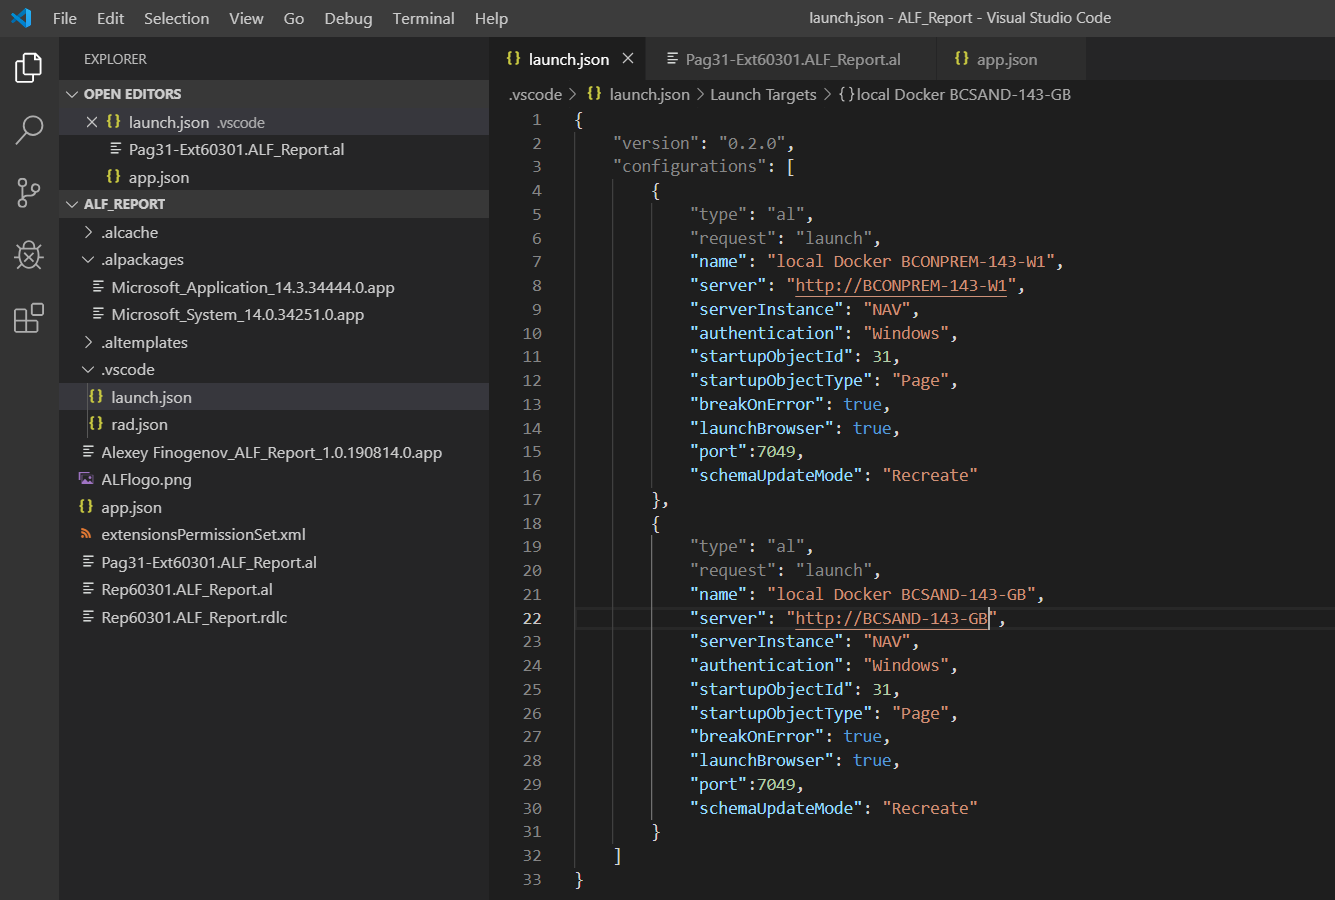 File Edit Selection View Go Debug Terminal Help
launch.json - ALF_Report - Visual Studio Code
EXPLORER
OPEN EDITORS
launch.json .vscode
Pag31-Ext60301.ALF_Report.al
app.json
ALF_REPORT
.alcache
.alpackages
Microsoft_Application_14.3.34444.0.app
Microsoft_System_14.0.34251.0.app
.altemplates
.vscode
launch.json
rad.json
Alexey Finogenov_ALF_Report_1.0.190814.0.app
ALFlogo.png
app.json
extensionsPermissionSet.xml
Pag31-Ext60301.ALF_Report.al
Rep60301.ALF_Report.al
Rep60301.ALF_Report.rdlc
launch.json Pag31-Ext60301.ALF_Report.al app.json
.vscode > {} launch.json > Launch Targets > {} local Docker BCSAND-143-GB
1 {
2 "version": "0.2.0",
3 "configurations": [
4 {
5 "type": "al",
6 "request": "launch",
7 "name": "local Docker BCONPREM-143-W1",
8 "server": "http://BCONPREM-143-W1",
9 "serverInstance": "NAV",
10 "authentication": "Windows",
11 "startupObjectId": 31,
12 "startupObjectType": "Page",
13 "breakOnError": true,
14 "launchBrowser": true,
15 "port":7049,
16 "schemaUpdateMode": "Recreate"
17 },
18 {
19 "type": "al",
20 "request": "launch",
21 "name": "local Docker BCSAND-143-GB",
22 "server": "http://BCSAND-143-GB",
23 "serverInstance": "NAV",
24 "authentication": "Windows",
25 "startupObjectId": 31,
26 "startupObjectType": "Page",
27 "breakOnError": true,
28 "launchBrowser": true,
29 "port":7049,
30 "schemaUpdateMode": "Recreate"
31 }
32 ]
33 }